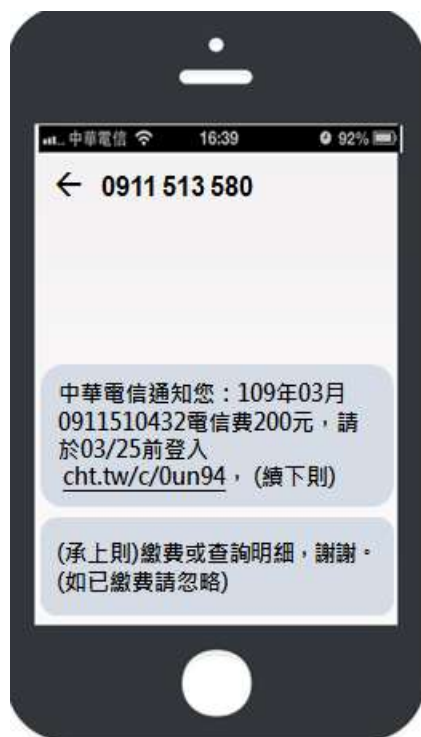 中華電信 16:39 92%
← 0911 513 580
中華電信通知您：109年03月
0911510432電信費200元，請
於03/25前登入
cht.tw/c/0un94，(續下則)
(承上則)繳費或查詢明細，謝謝。
(如已繳費請忽略)